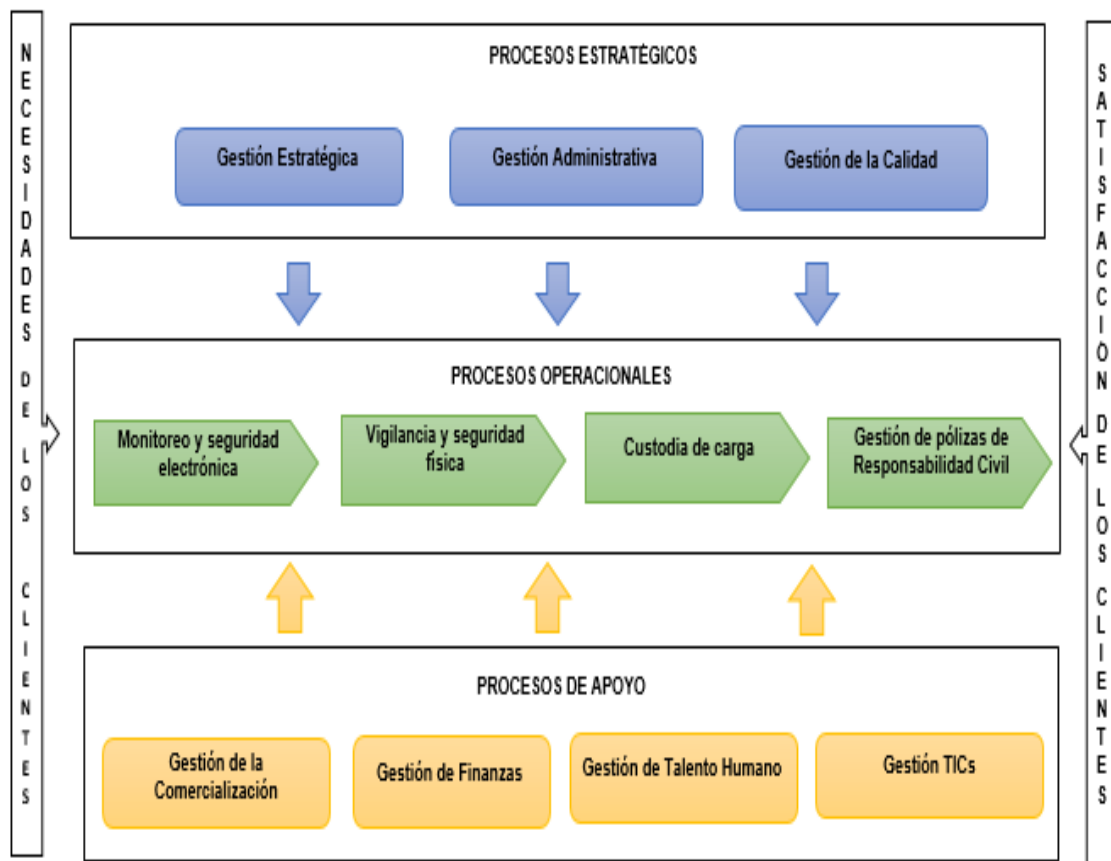 NECESIDADES DE LOS CLIENTES
PROCESOS ESTRATÉGICOS
Gestión Estratégica
Gestión Administrativa
Gestión de la Calidad
PROCESOS OPERACIONALES
Monitoreo y seguridad
electrónica
Vigilancia y seguridad
física
Custodia de carga
Gestión de pólizas de
Responsabilidad Civil
PROCESOS DE APOYO
Gestión de la
Comercialización
Gestión de Finanzas
Gestión de Talento Humano
Gestión TICs
SATISFACCIÓN DE LOS CLIENTES